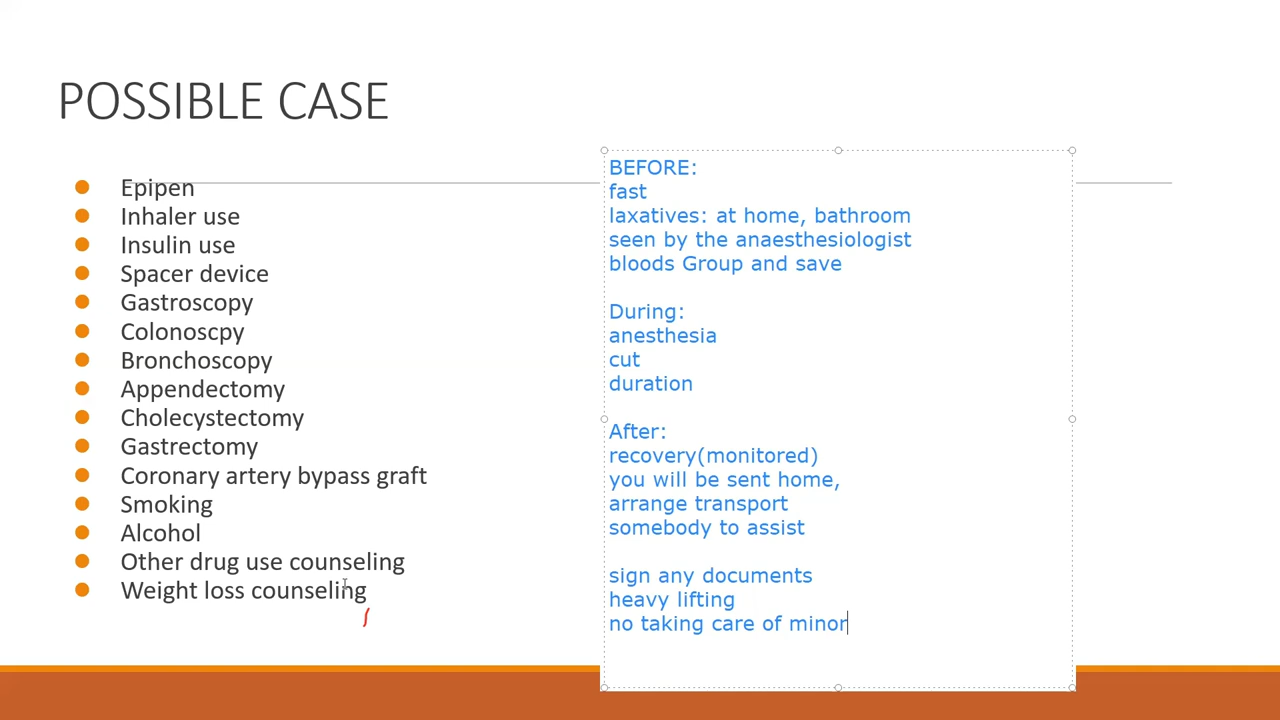 POSSIBLE CASE
Epipen
Inhaler use
Insulin use
Spacer device
Gastroscopy
Colonoscpy
Bronchoscopy
Appendectomy
Cholecystectomy
Gastrectomy
Coronary artery bypass graft
Smoking
Alcohol
Other drug use counseling
Weight loss counseling
BEFORE:
fast
laxatives: at home, bathroom
seen by the anaesthesiologist
bloods Group and save
During:
anesthesia
cut
duration
After:
recovery(monitored)
you will be sent home,
arrange transport
somebody to assist
sign any documents
heavy lifting
no taking care of minor